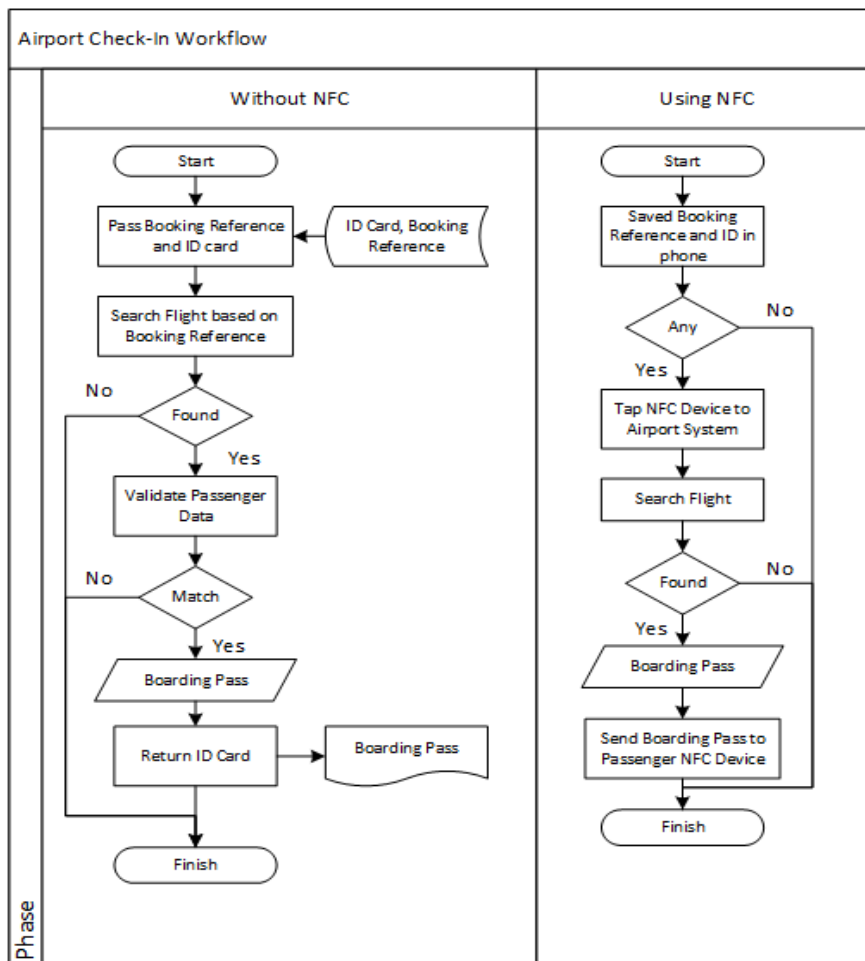 Airport Check-In Workflow
Without NFC
Start
Pass Booking Reference
and ID card
ID Card, Booking
Reference
Search Flight based on
Booking Reference
No
Found
Yes
Validate Passenger
Data
No
Match
Yes
Boarding Pass
Return ID Card
Boarding Pass
Finish
Using NFC
Start
Saved Booking
Reference and ID in
phone
Any
No
Yes
Tap NFC Device to
Airport System
Search Flight
Found
No
Yes
Boarding Pass
Send Boarding Pass to
Passenger NFC Device
Finish
Phase